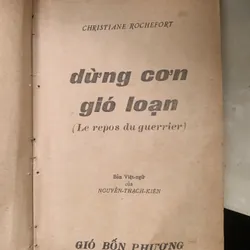 CHRISTIANE ROCHEFORT
dừng cơn
gió loạn
(Le repos du guerrier)
Bản Việt-ngữ
của
NGUYỄN-THẠCH-KIÊN
GIÓ BỐN PHƯƠNG